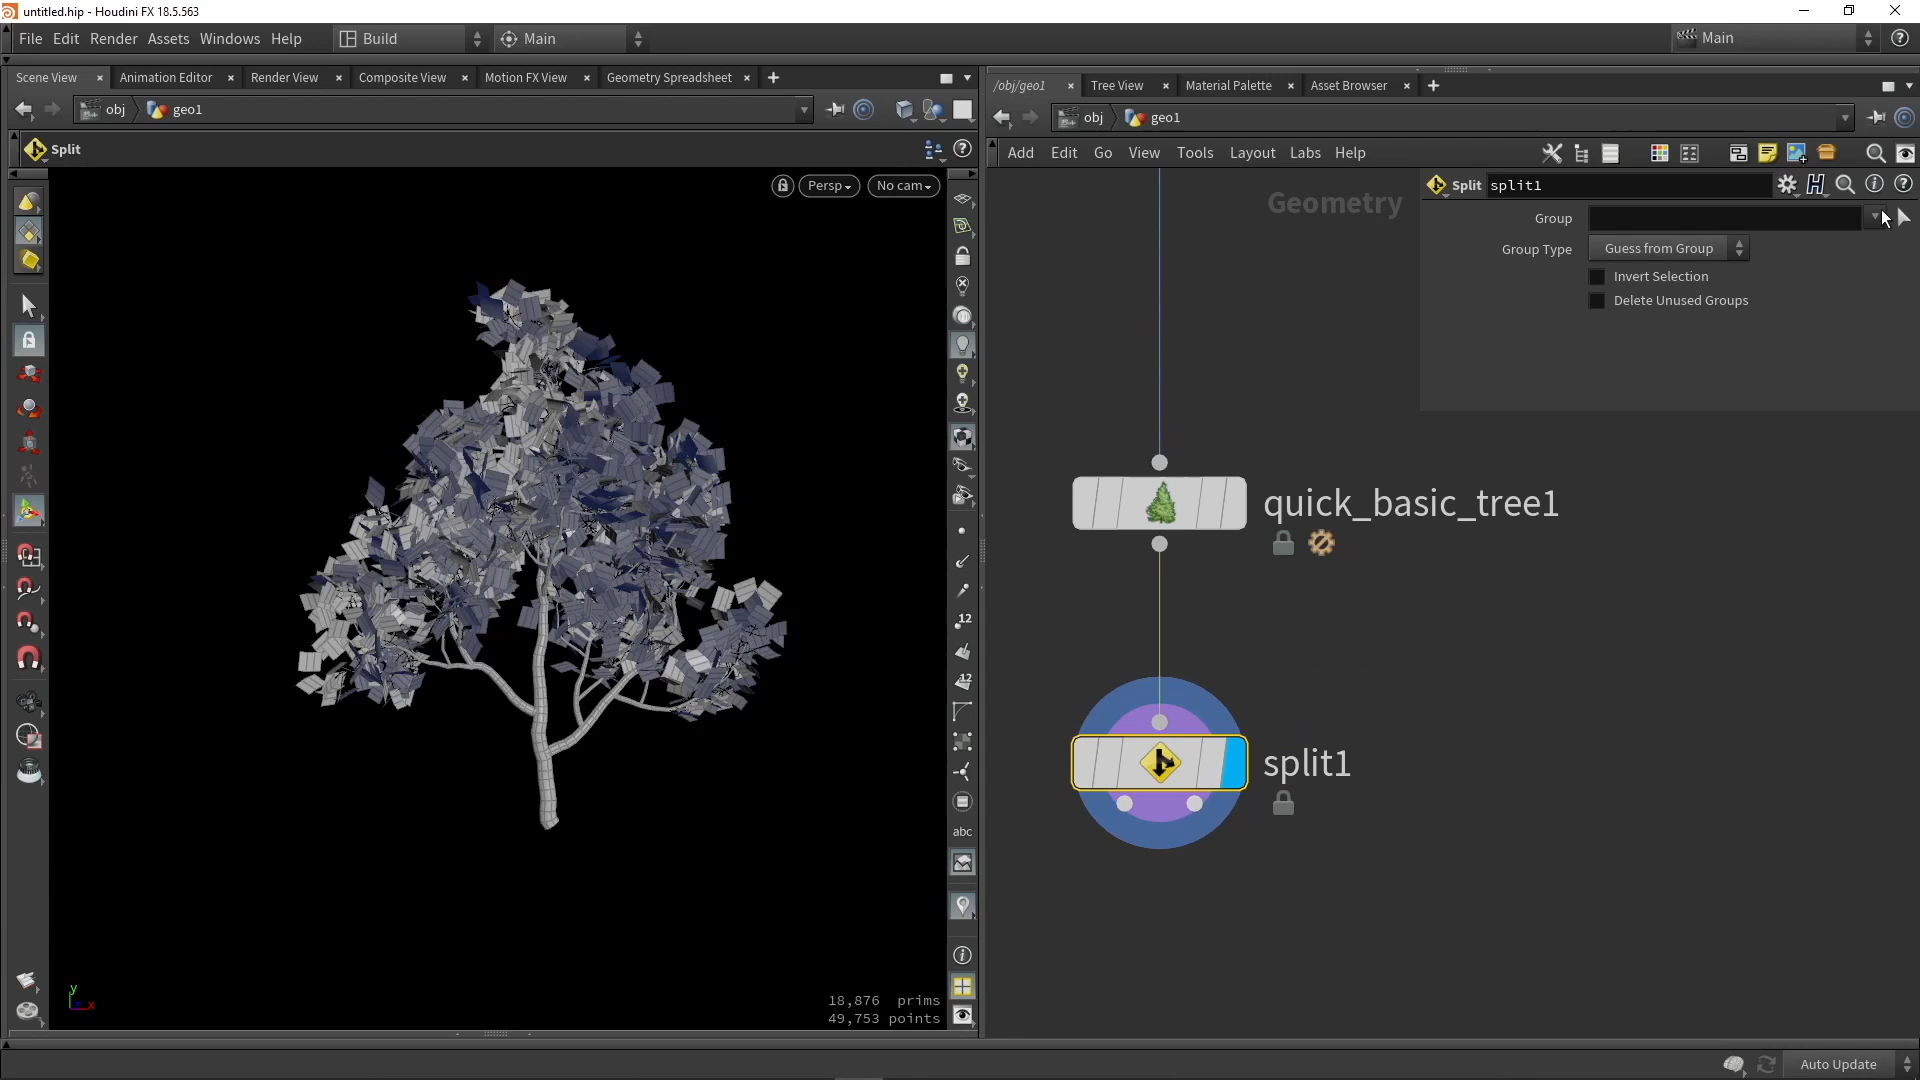 untitled.hip - Houdini FX 18.5.563
File Edit Render Assets Windows Help Build Main Main
Scene View Animation Editor Render View Composite View Motion FX View Geometry Spreadsheet
/obj/geo1 Tree View Material Palette Asset Browser
obj geo1
obj geo1
Split
Add Edit Go View Tools Layout Labs Help
Persp No cam
Geometry
Split split1
Group
Group Type Guess from Group
Invert Selection
Delete Unused Groups
quick_basic_tree1
split1
12
12
abc
y
x
18,876 prims
49,753 points
Auto Update